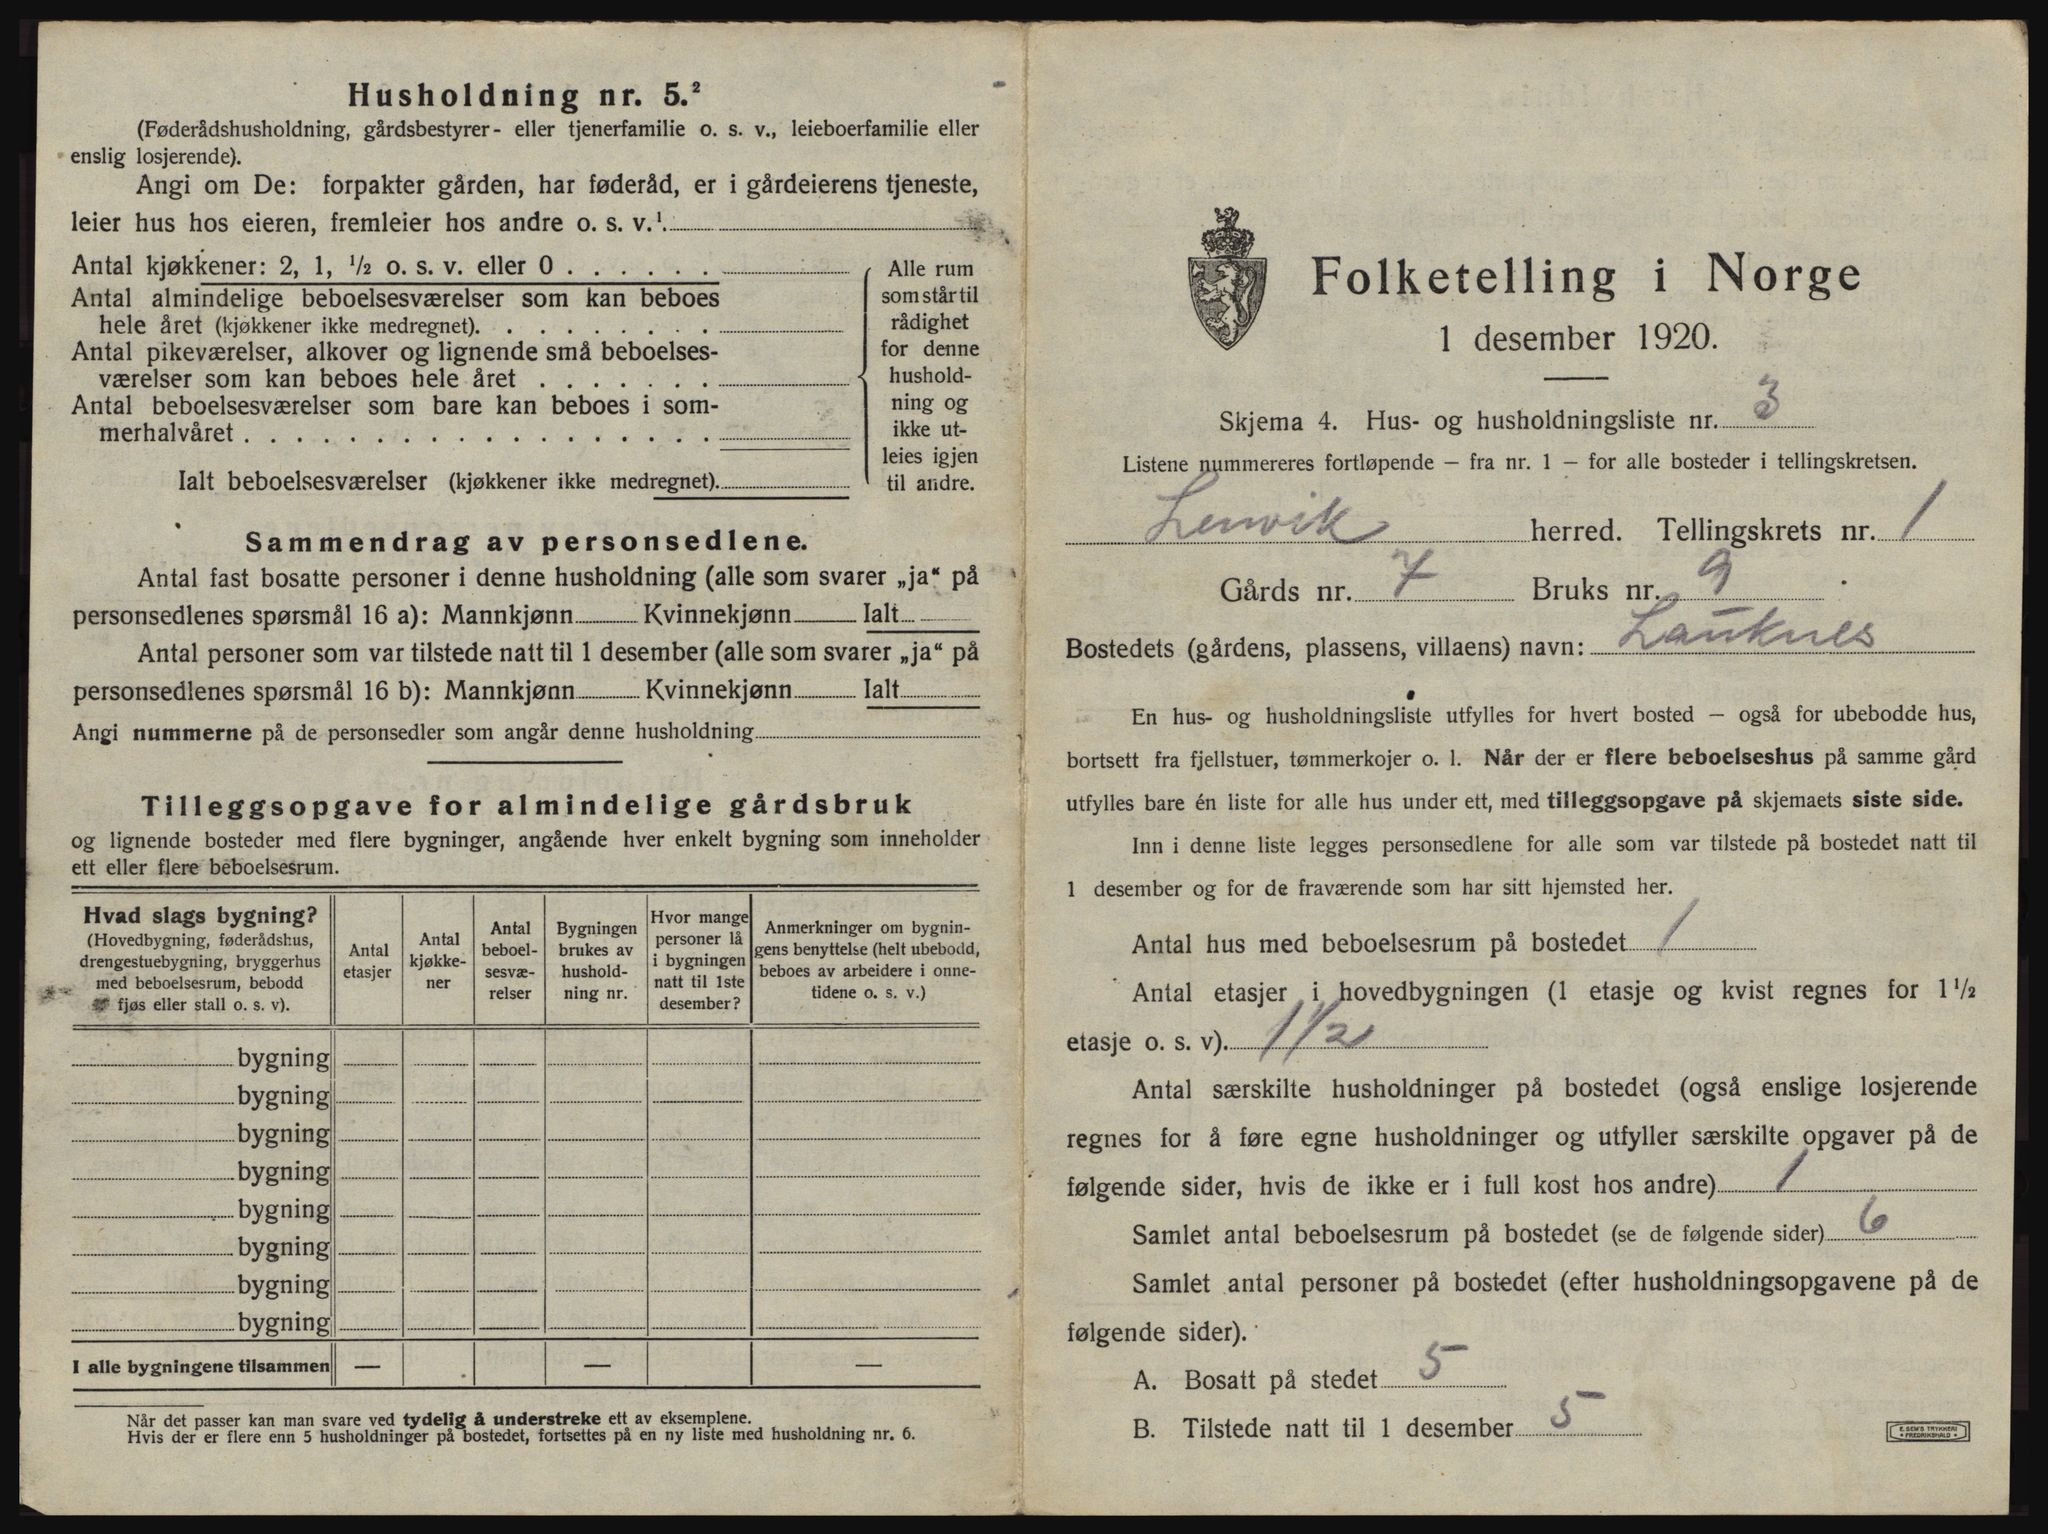 Husholdning nr. 5.²
(Føderådshusholdning, gårdsbestyrer- eller tjenerfamilie o. s. v., leieboerfamilie eller
enslig losjerende).
Angi om De: forpakter gården, har føderåd, er i gårdeierens tjeneste,
leier hus hos eieren, fremleier hos andre o. s. v.¹.
Antal kjøkkener: 2, 1, ¹/₂ o. s. v. eller 0 . . . . . .
Antal almindelige beboelsesværelser som kan beboes
hele året (kjøkkener ikke medregnet). . . . . . . . .
Antal pikeværelser, alkover og lignende små beboelses-
værelser som kan beboes hele året . . . . . . .
Antal beboelsesværelser som bare kan beboes i som-
merhalvåret . . . . . . . . . . . . . . . . . .
Ialt beboelsesværelser (kjøkkener ikke medregnet).
Alle rum
som står til
rådighet
for denne
hushold-
ning og
ikke ut-
leies igjen
til andre.
Sammendrag av personsedlene.
Antal fast bosatte personer i denne husholdning (alle som svarer „ja“ på
personsedlenes spørsmål 16 a): Mannkjønn Kvinnekjønn Ialt
Antal personer som var tilstede natt til 1 desember (alle som svarer „ja“ på
personsedlenes spørsmål 16 b): Mannkjønn Kvinnekjønn Ialt
Angi nummerne på de personsedler som angår denne husholdning
Tilleggsopgave for almindelige gårdsbruk
og lignende bosteder med flere bygninger, angående hver enkelt bygning som inneholder
ett eller flere beboelsesrum.
Hvad slags bygning?
(Hovedbygning, føderådshus,
drengestuebygning, bryggerhus
med beboelsesrum, bebodd
fjøs eller stall o. s. v).
Antal
etasjer
Antal
kjøkke-
ner
Antal
beboel-
sesvæ-
relser
Bygningen
brukes av
hushold-
ning nr.
Hvor mange
personer lå
i bygningen
natt til 1ste
desember?
Anmerkninger om bygnin-
gens benyttelse (helt ubebodd,
beboes av arbeidere i onne-
tidene o. s. v.)
bygning
bygning
bygning
bygning
bygning
bygning
bygning
bygning
I alle bygningene tilsammen — — —
Når det passer kan man svare ved tydelig å understreke ett av eksemplene.
Hvis der er flere enn 5 husholdninger på bostedet, fortsettes på en ny liste med husholdning nr. 6.
Folketelling i Norge
1 desember 1920.
Skjema 4. Hus- og husholdningsliste nr. 3
Listene nummereres fortløpende – fra nr. 1 – for alle bosteder i tellingskretsen.
Lenvik herred. Tellingskrets nr. 1
Gårds nr. 7 Bruks nr. 9
Bostedets (gårdens, plassens, villaens) navn: Lauknes
En hus- og husholdningsliste utfylles for hvert bosted – også for ubebodde hus,
bortsett fra fjellstuer, tømmerkojer o. l. Når der er flere beboelseshus på samme gård
utfylles bare én liste for alle hus under ett, med tilleggsopgave på skjemaets siste side.
Inn i denne liste legges personsedlene for alle som var tilstede på bostedet natt til
1 desember og for de fraværende som har sitt hjemsted her.
Antal hus med beboelsesrum på bostedet 1
Antal etasjer i hovedbygningen (1 etasje og kvist regnes for 1 ¹/₂
etasje o. s. v). 1 1/2
Antal særskilte husholdninger på bostedet (også enslige losjerende
regnes for å føre egne husholdninger og utfyller særskilte opgaver på de
følgende sider, hvis de ikke er i full kost hos andre) 1
Samlet antal beboelsesrum på bostedet (se de følgende sider) 6
Samlet antal personer på bostedet (efter husholdningsopgavene på de
følgende sider).
A. Bosatt på stedet 5
B. Tilstede natt til 1 desember 5
E. SEM'S TRYKKERI
• FREDRIKSHALD •